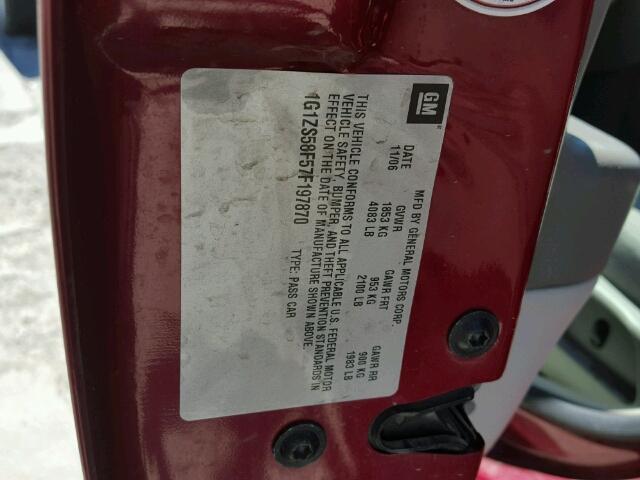 GM
MFD BY GENERAL MOTORS CORP.
DATE GVWR GAWR FRT GAWR RR
11/06 1853 KG 953 KG 900 KG
4083 LB 2100 LB 1983 LB
THIS VEHICLE CONFORMS TO ALL APPLICABLE U.S. FEDERAL MOTOR
VEHICLE SAFETY, BUMPER, AND THEFT PREVENTION STANDARDS IN
EFFECT ON THE DATE OF MANUFACTURE SHOWN ABOVE.
1G1ZS58F57F197870 TYPE: PASS CAR